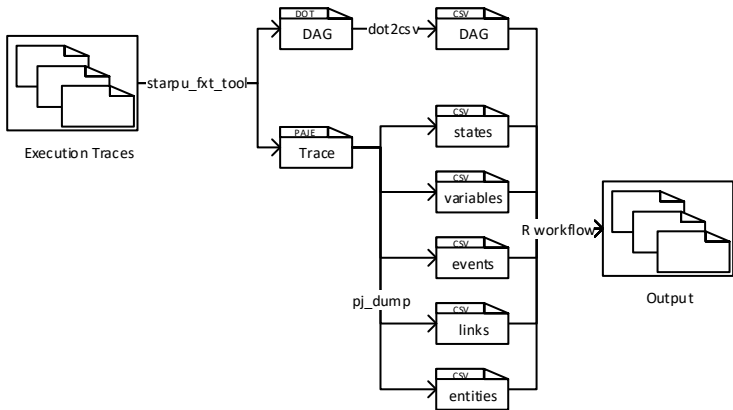 DOT
DAG
dot2csv
CSV
DAG
starpu_fxt_tool
Execution Traces
PAJE
Trace
CSV
states
CSV
variables
R workflow
CSV
events
pj_dump
CSV
links
CSV
entities
Output